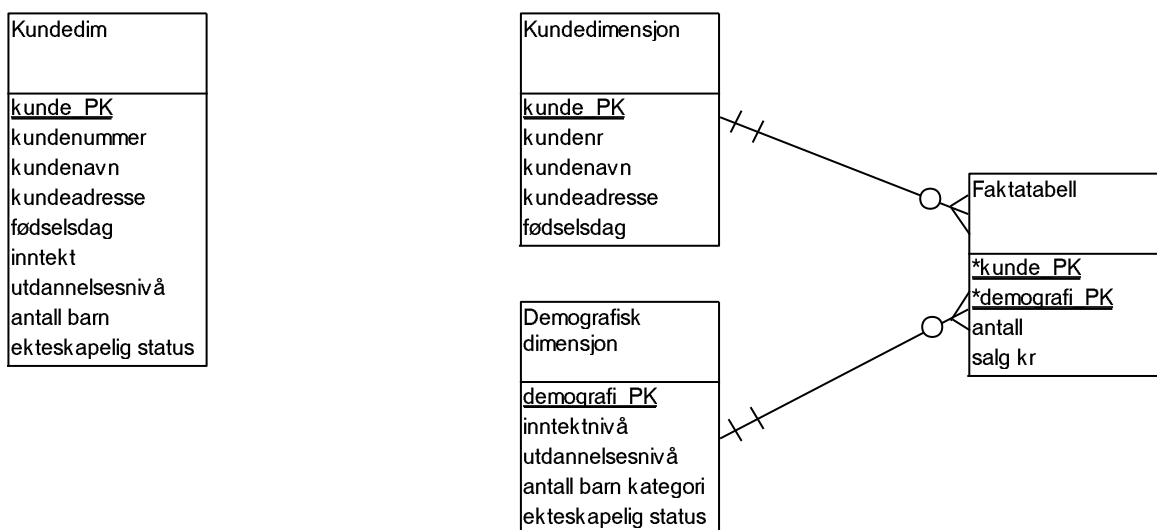 Kundedim
kunde_PK
kundenummer
kundenavn
kundeadresse
fødselsdag
inntekt
utdannelsesnivå
antall barn
ekteskapelig status
Kundedimensjon
kunde_PK
kundenr
kundenavn
kundeadresse
fødselsdag
Demografisk
dimensjon
demografi_PK
inntektnivå
utdannelsesnivå
antall barn kategori
ekteskapelig status
Faktatabell
*kunde_PK
*demografi_PK
antall
salg kr